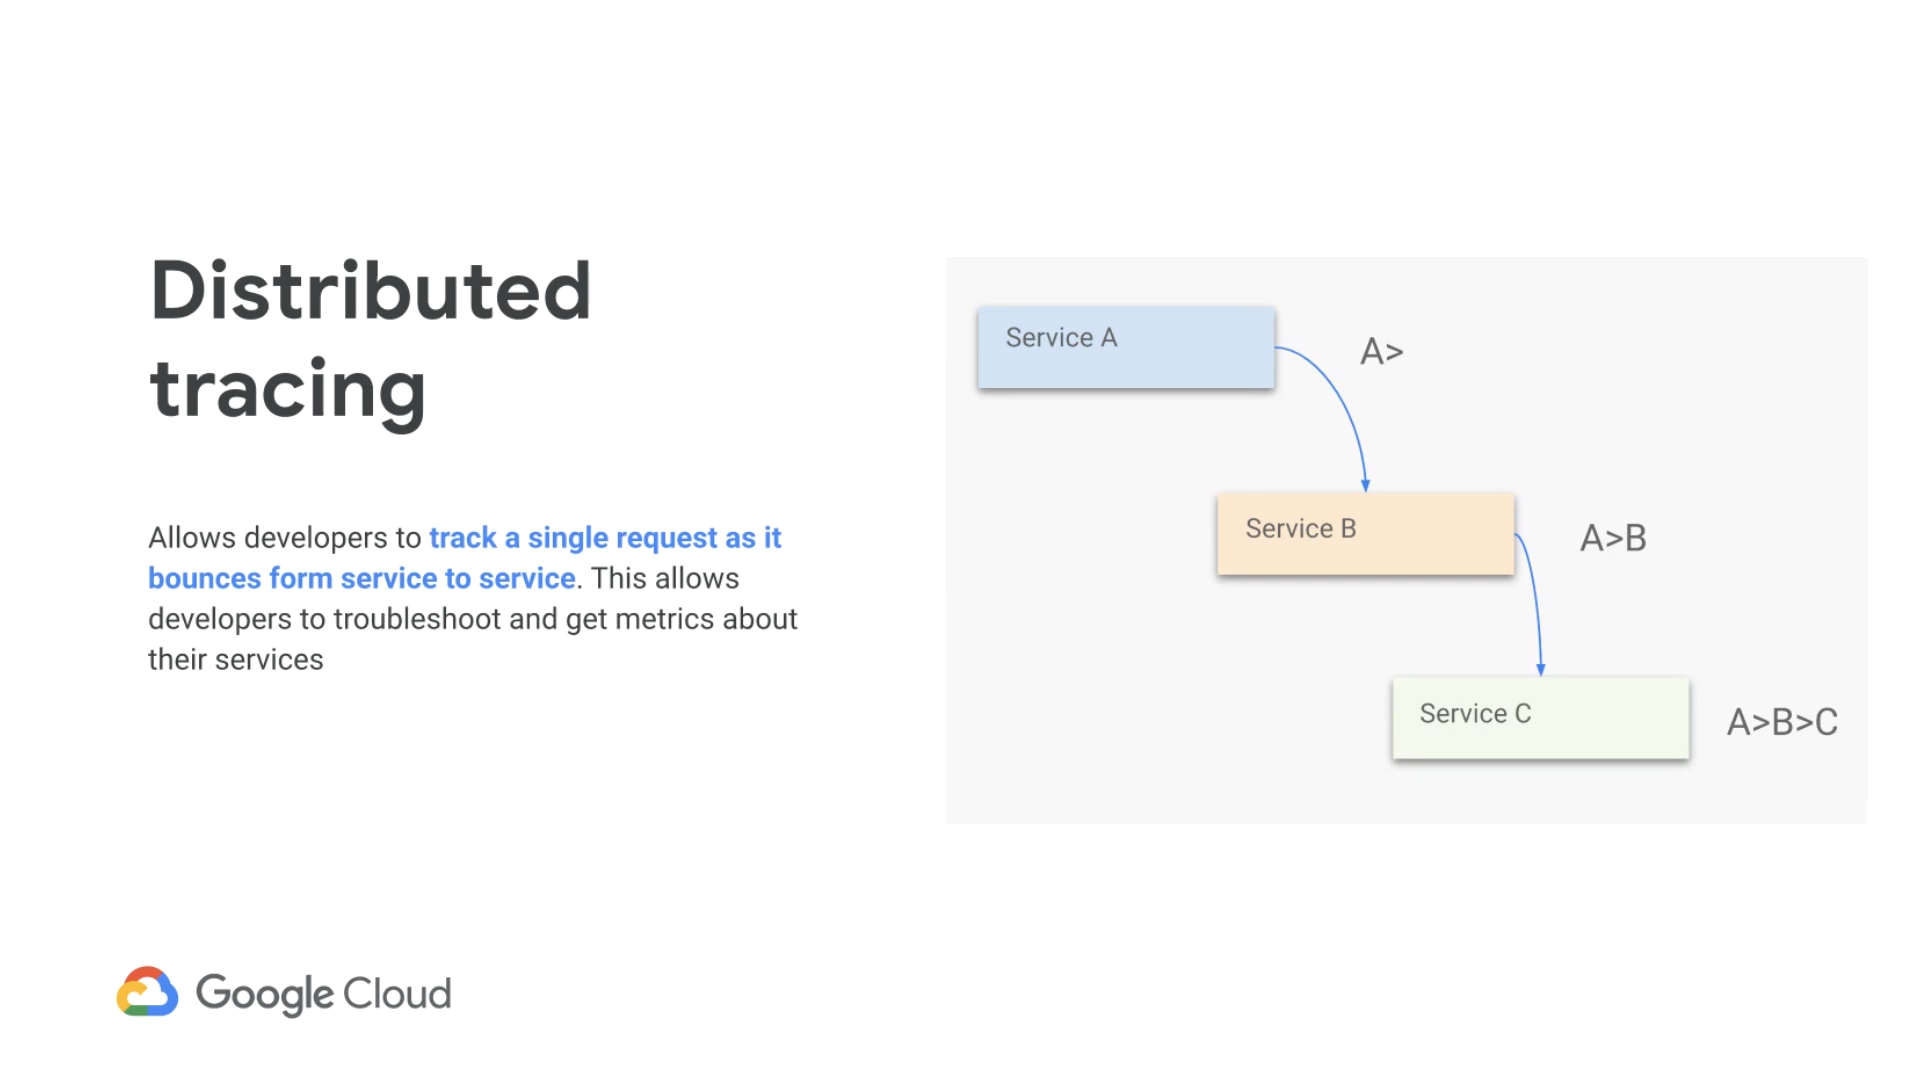 Distributed
tracing
Allows developers to track a single request as it
bounces form service to service. This allows
developers to troubleshoot and get metrics about
their services
Service A
A>
Service B
A>B
Service C
A>B>C
Google Cloud